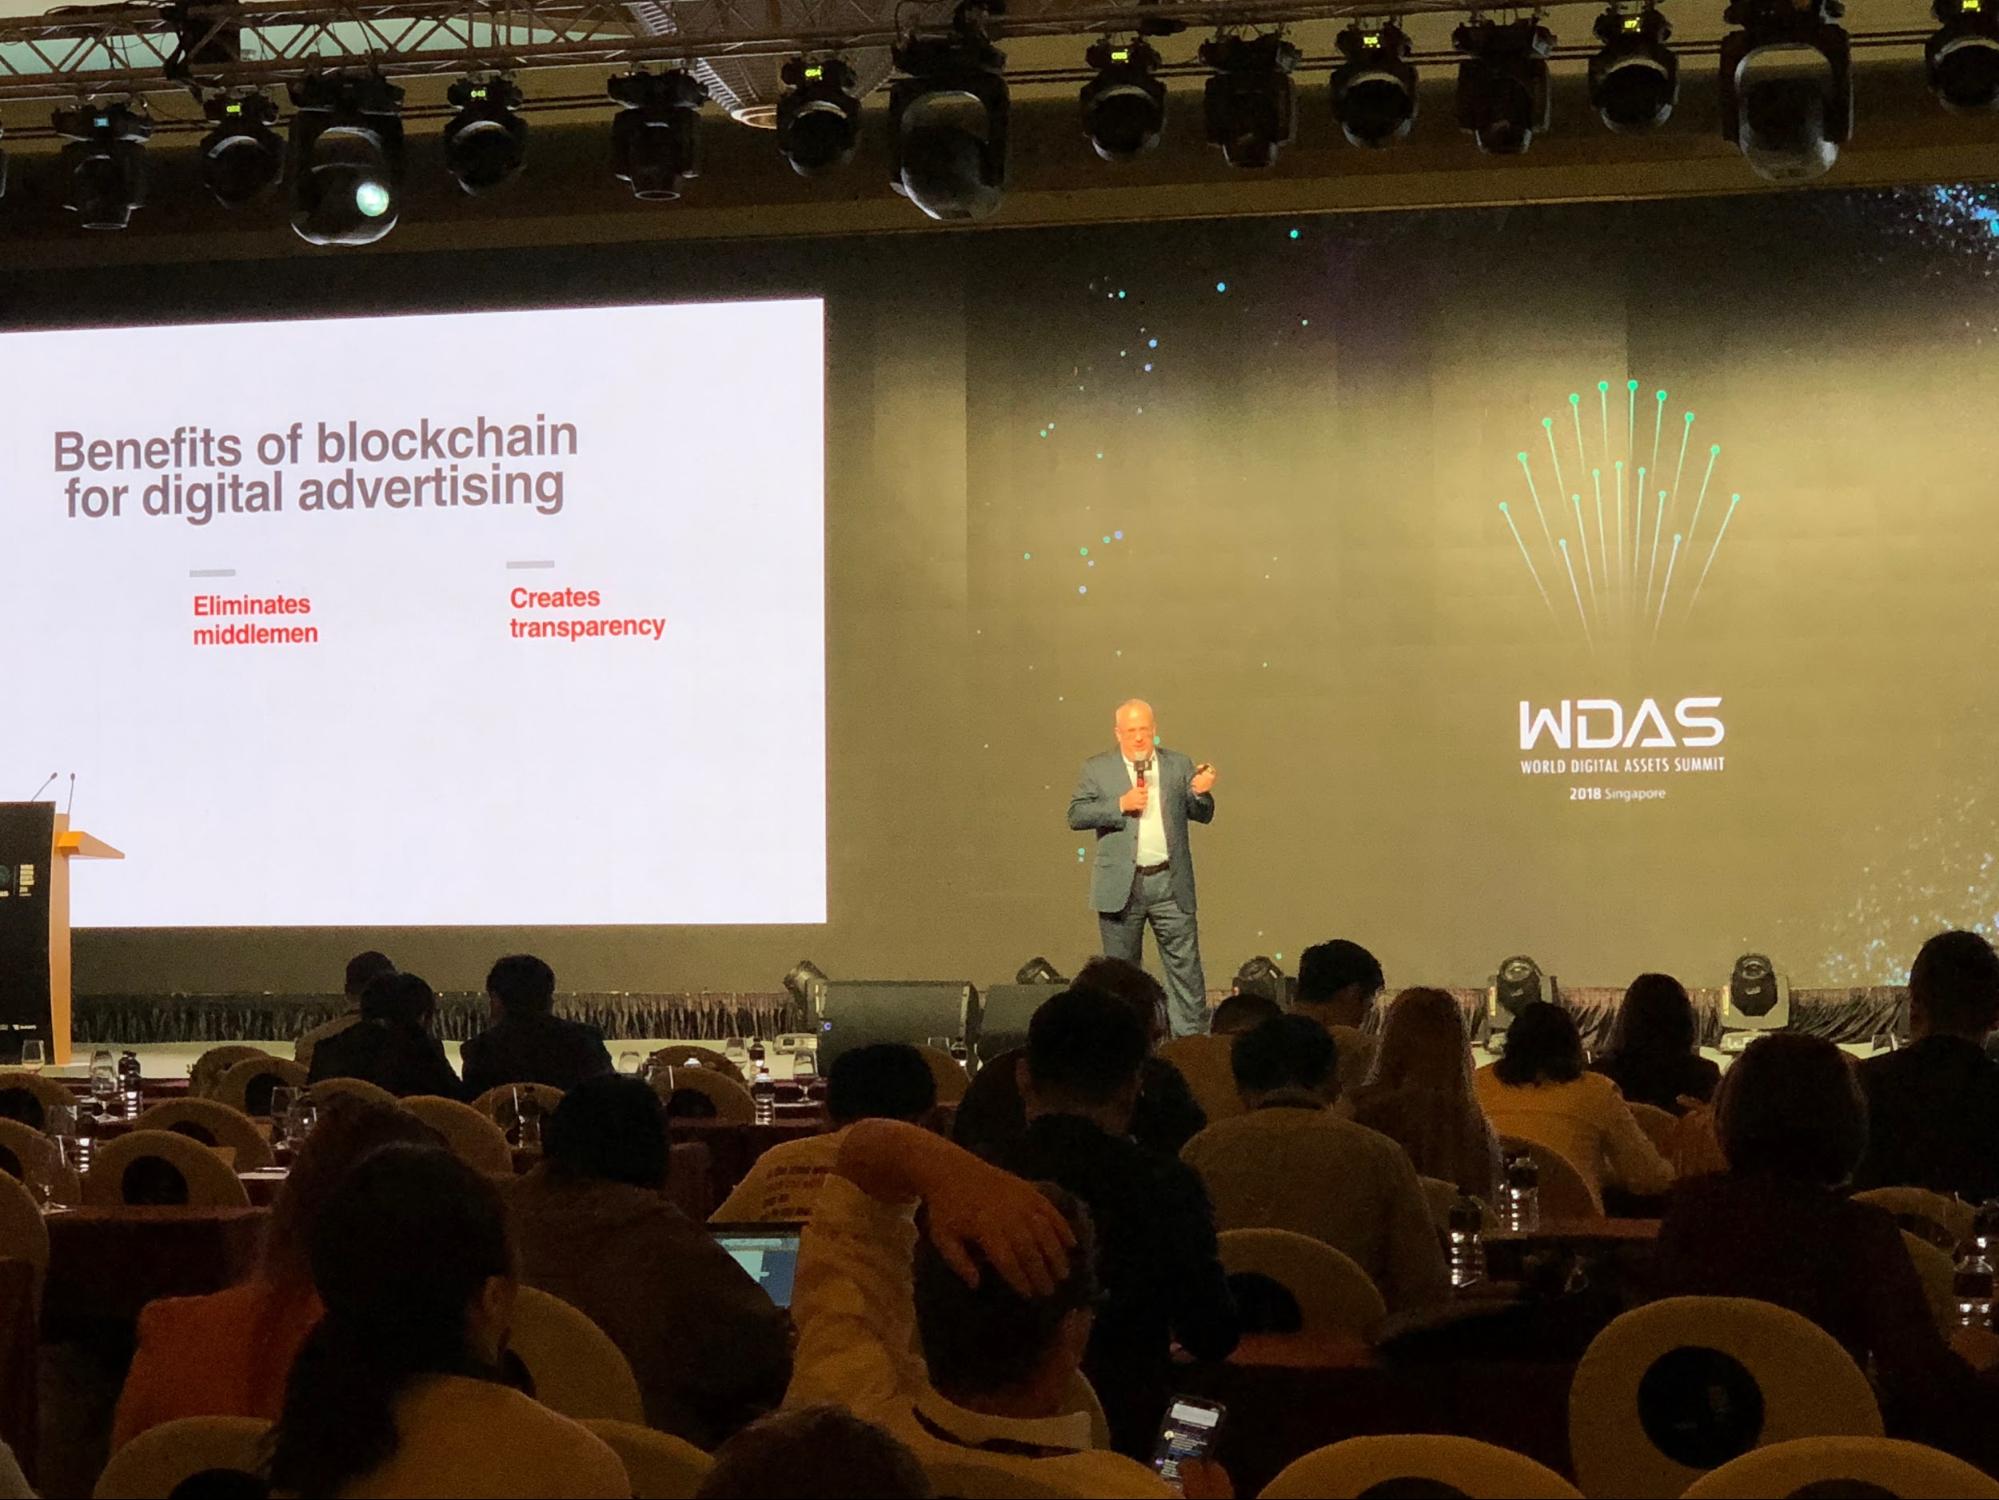 Benefits of blockchain
for digital advertising
Eliminates
middlemen
Creates
transparency
WDAS
WORLD DIGITAL ASSETS SUMMIT
2018 Singapore